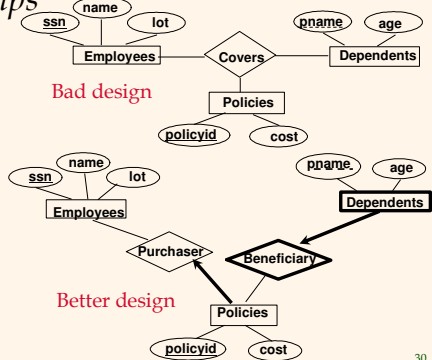 ips
name
ssn
lot
Employees
Covers
pname
age
Dependents
Bad design
Policies
policyid
cost
name
ssn
lot
Employees
pname
age
Dependents
Purchaser
Beneficiary
Better design
Policies
policyid
cost
30